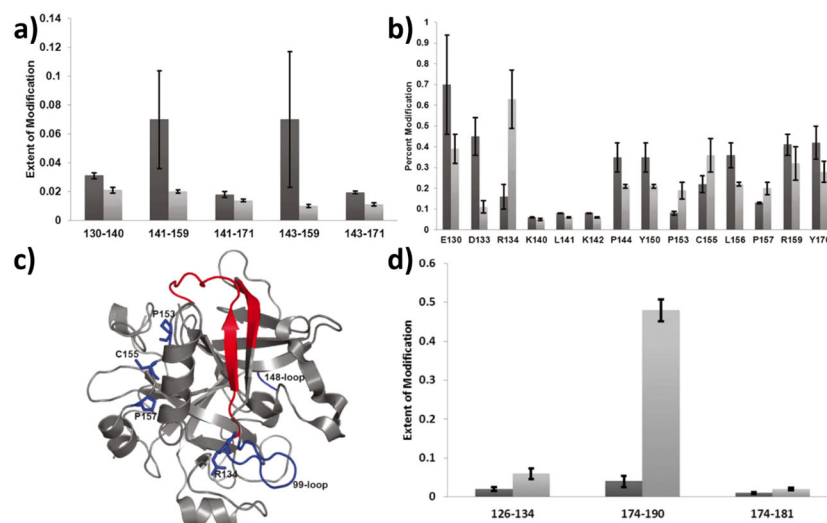 a)
Extent of Modification
0.14
0.12
0.1
0.08
0.06
0.04
0.02
0
130-140 141-159 141-171 143-159 143-171
b)
Percent Modification
1
0.9
0.8
0.7
0.6
0.5
0.4
0.3
0.2
0.1
0
E130 D133 R134 K140 L141 K142 P144 Y150 P153 C155 L156 P157 R159 Y170
c)
P153
C155
P157
148-loop
R134
99-loop
d)
Extent of Modification
0.6
0.5
0.4
0.3
0.2
0.1
0
126-134 174-190 174-181